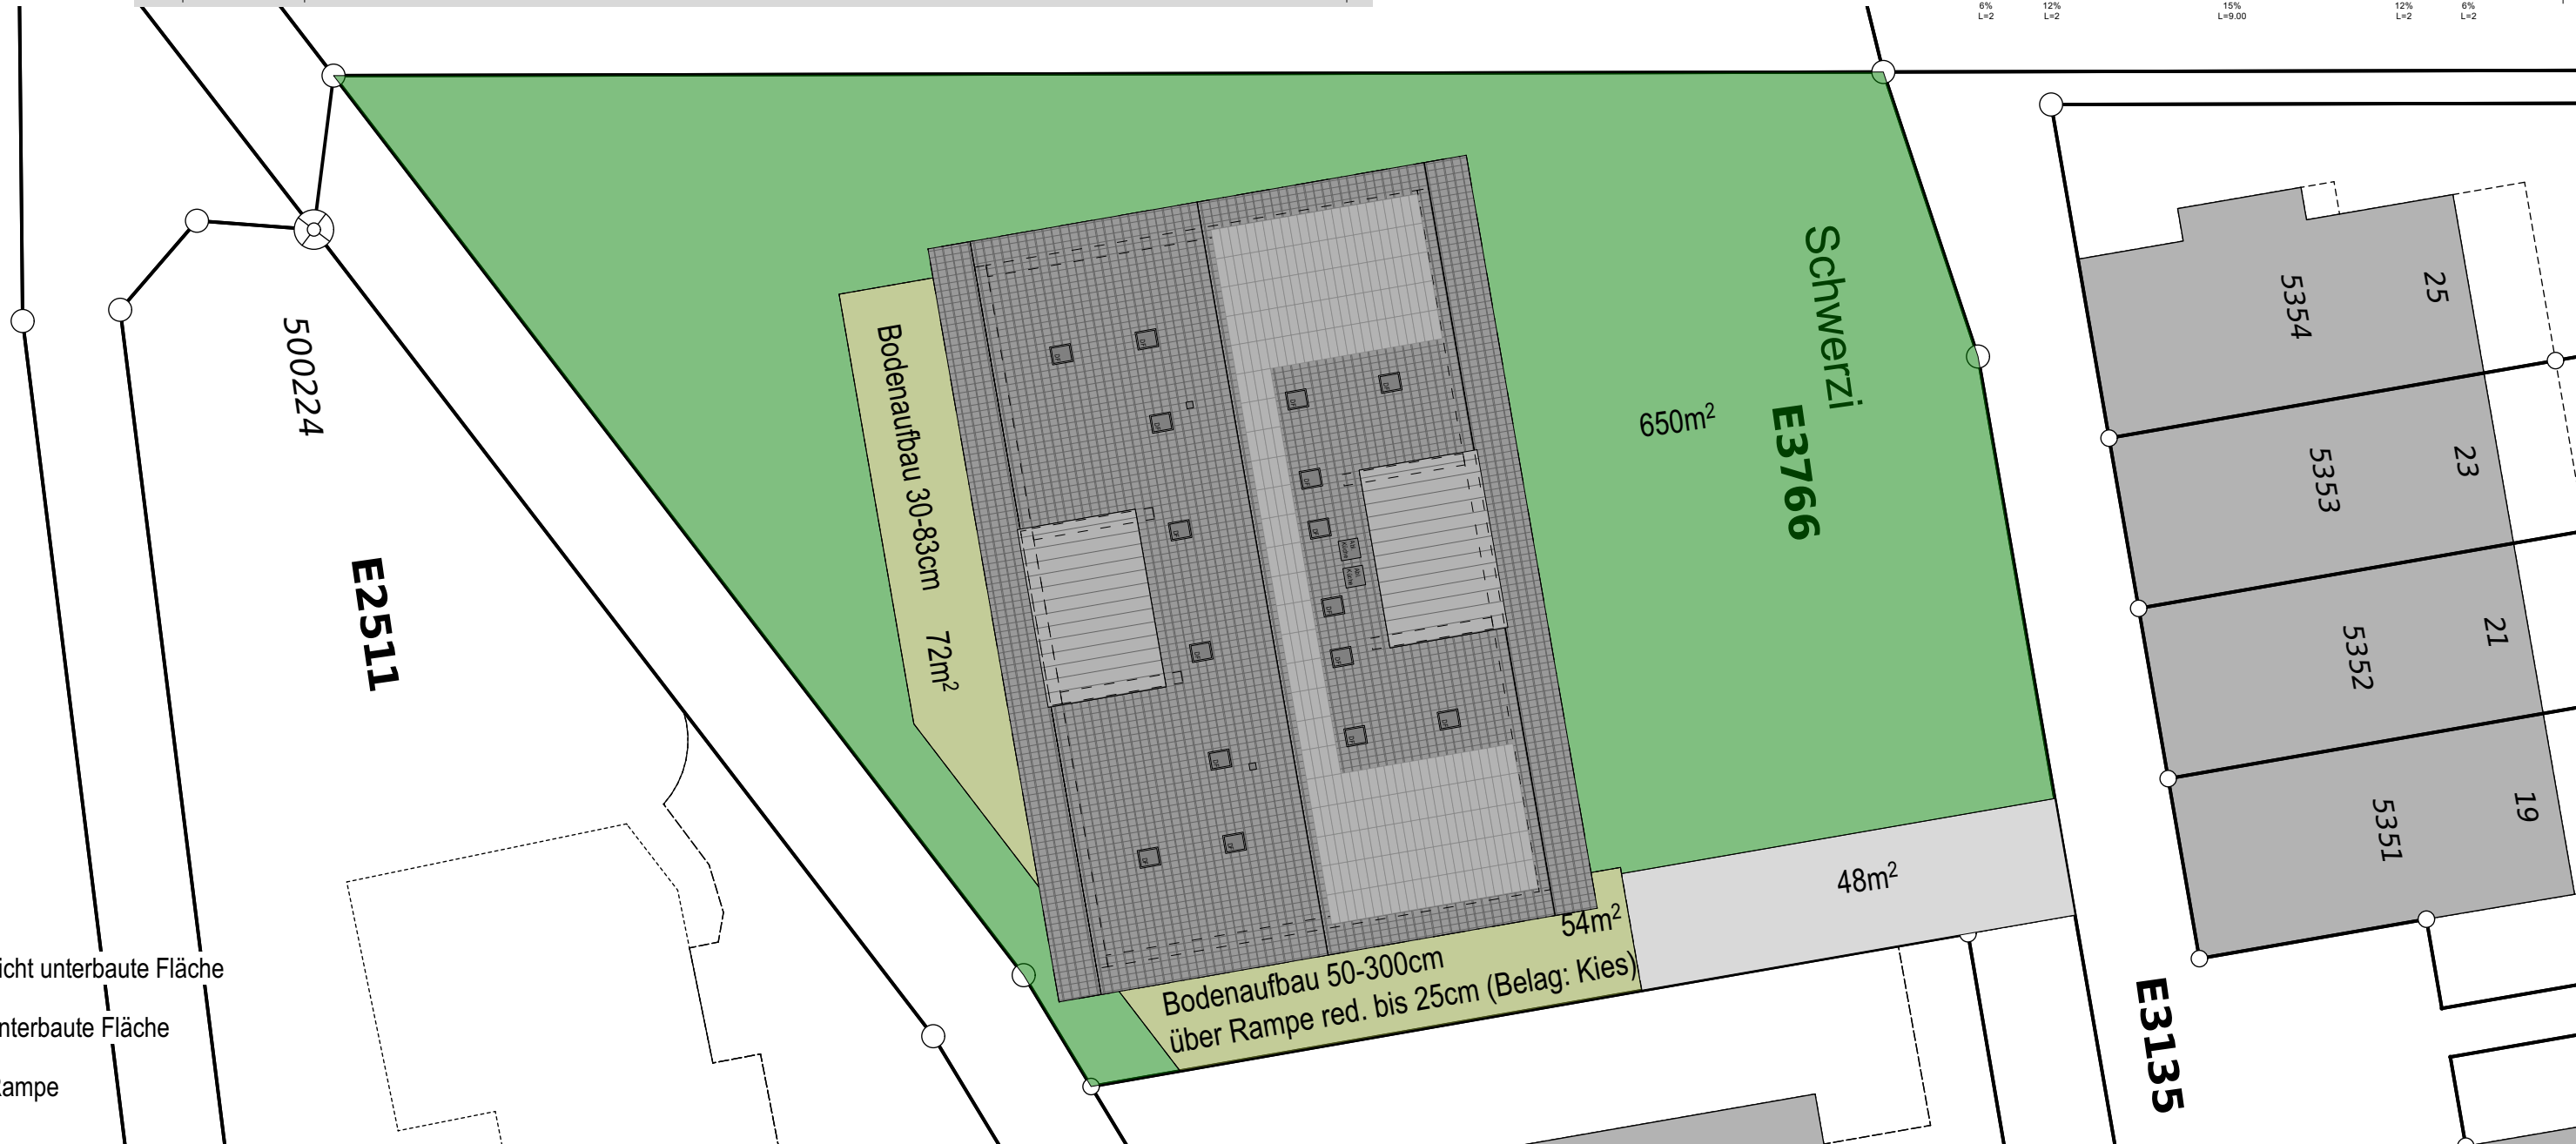 6%
L=2
12%
L=2
15%
L=9.00
12%
L=2
6%
L=2
Schwerzi
E3766
650m²
500224
E2511
Bodenaufbau 30-83cm 72m²
54m²
Bodenaufbau 50-300cm
über Rampe red. bis 25cm (Belag: Kies)
48m²
25
5354
23
5353
21
5352
19
5351
E3135
icht unterbaute Fläche
nterbaute Fläche
Rampe